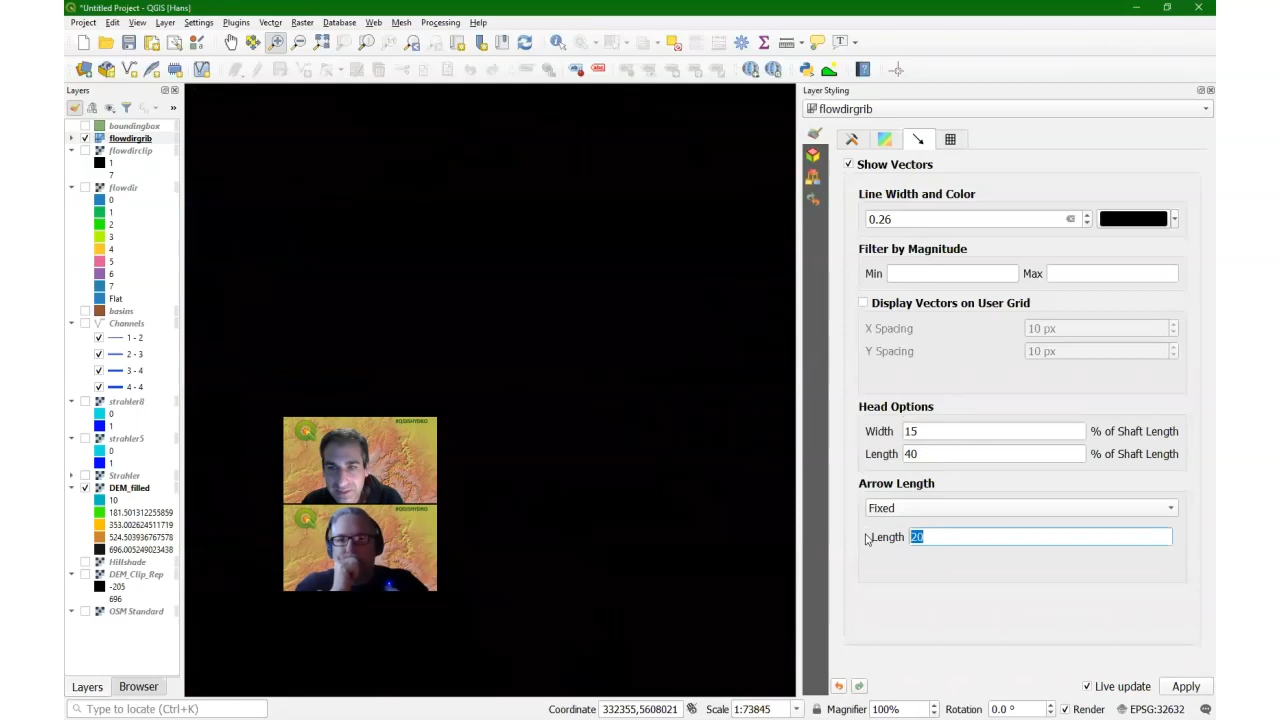 *Untitled Project - QGIS [Hans]
Project Edit View Layer Settings Plugins Vector Raster Database Web Mesh Processing Help
Layers
Layer Styling
»
flowdirgrib
boundingbox
flowdirgrib
flowdirclip
1
7
flowdir
0
1
2
3
4
5
6
7
Flat
basins
Channels
1 - 2
2 - 3
3 - 4
4 - 4
strahler8
0
1
strahler5
0
1
Strahler
DEM_filled
10
181.501312255859
353.002624511719
524.503936767578
696.005249023438
Hillshade
DEM_Clip_Rep
-205
696
OSM Standard
Show Vectors
Line Width and Color
0.26
Filter by Magnitude
Min
Max
Display Vectors on User Grid
X Spacing 10 px
Y Spacing 10 px
Head Options
Width 15 % of Shaft Length
Length 40 % of Shaft Length
Arrow Length
Fixed
Length 20
#QGISHYDRO
#QGISHYDRO
Layers Browser
Live update Apply
Type to locate (Ctrl+K) Coordinate 332355,5608021 Scale 1:73845 Magnifier 100% Rotation 0.0 ° Render EPSG:32632